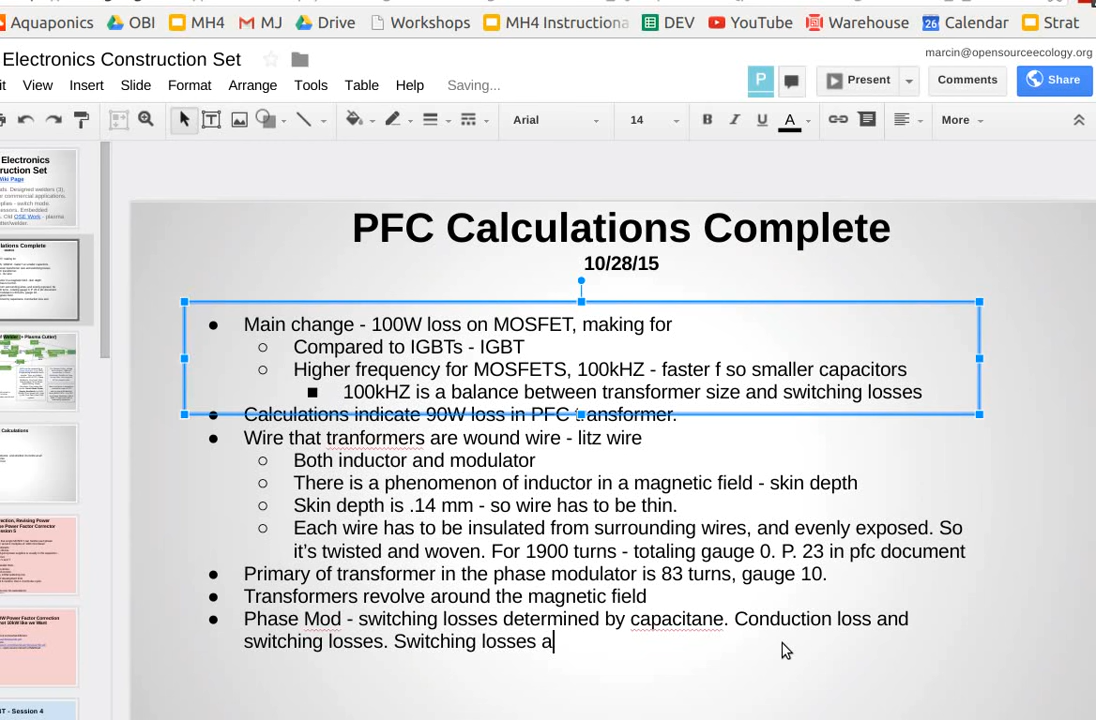 Aquaponics OBI MH4 MJ Drive Workshops MH4 Instructiona DEV YouTube Warehouse 26 Calendar Strat
Electronics Construction Set
marcin@opensourceecology.org
it View Insert Slide Format Arrange Tools Table Help Saving...
P Present Comments Share
Arial 14 B I U A More
Electronics
ruction Set
Wiki Page
PFC Calculations Complete
10/28/15
● Main change - 100W loss on MOSFET, making for
○ Compared to IGBTs - IGBT
○ Higher frequency for MOSFETS, 100kHZ - faster f so smaller capacitors
■ 100kHZ is a balance between transformer size and switching losses
● Calculations indicate 90W loss in PFC transformer.
● Wire that tranformers are wound wire - litz wire
○ Both inductor and modulator
○ There is a phenomenon of inductor in a magnetic field - skin depth
○ Skin depth is .14 mm - so wire has to be thin.
○ Each wire has to be insulated from surrounding wires, and evenly exposed. So
it's twisted and woven. For 1900 turns - totaling gauge 0. P. 23 in pfc document
● Primary of transformer in the phase modulator is 83 turns, gauge 10.
● Transformers revolve around the magnetic field
● Phase Mod - switching losses determined by capacitane. Conduction loss and
switching losses. Switching losses a